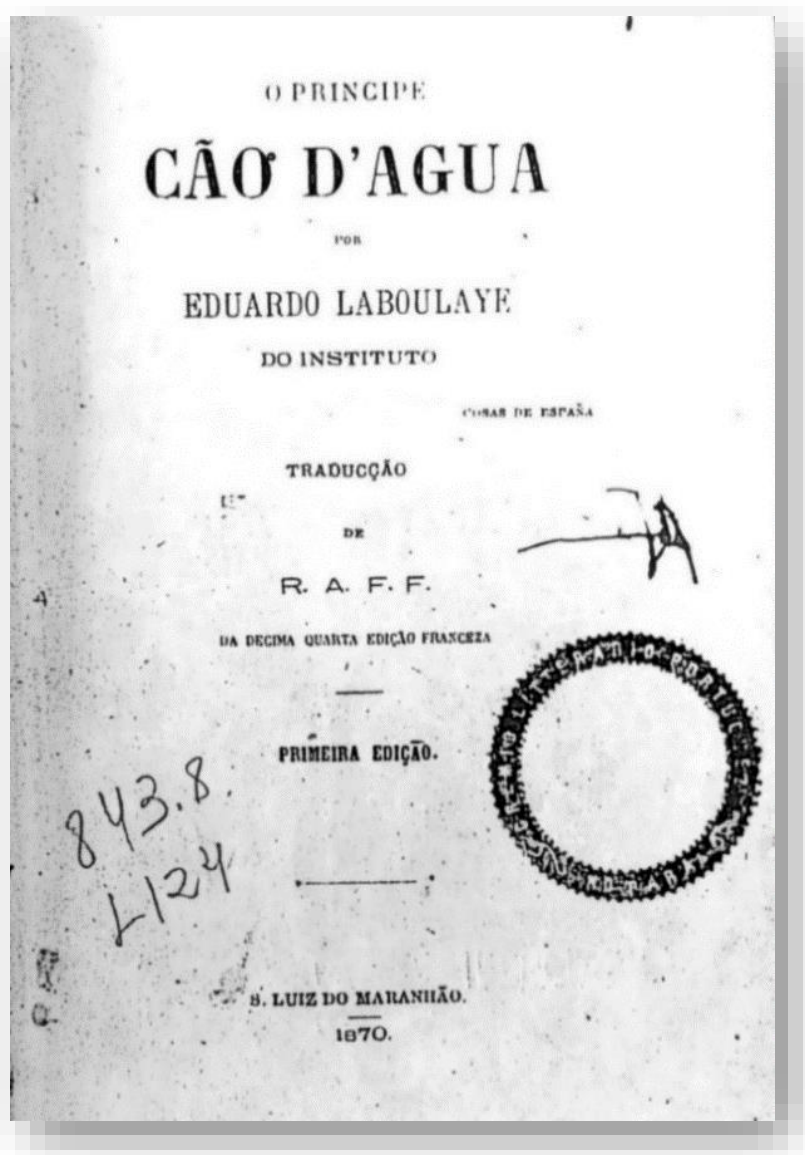 O PRINCIPE
CÃO D'AGUA
POR
EDUARDO LABOULAYE
DO INSTITUTO
COSAS DE ESPAÑA
TRADUCÇÃO
DE
R. A. F. F.
DA DECIMA QUARTA EDIÇÃO FRANCEZA
PRIMEIRA EDIÇÃO.
843.8
L124
S. LUIZ DO MARANHÃO.
1870.